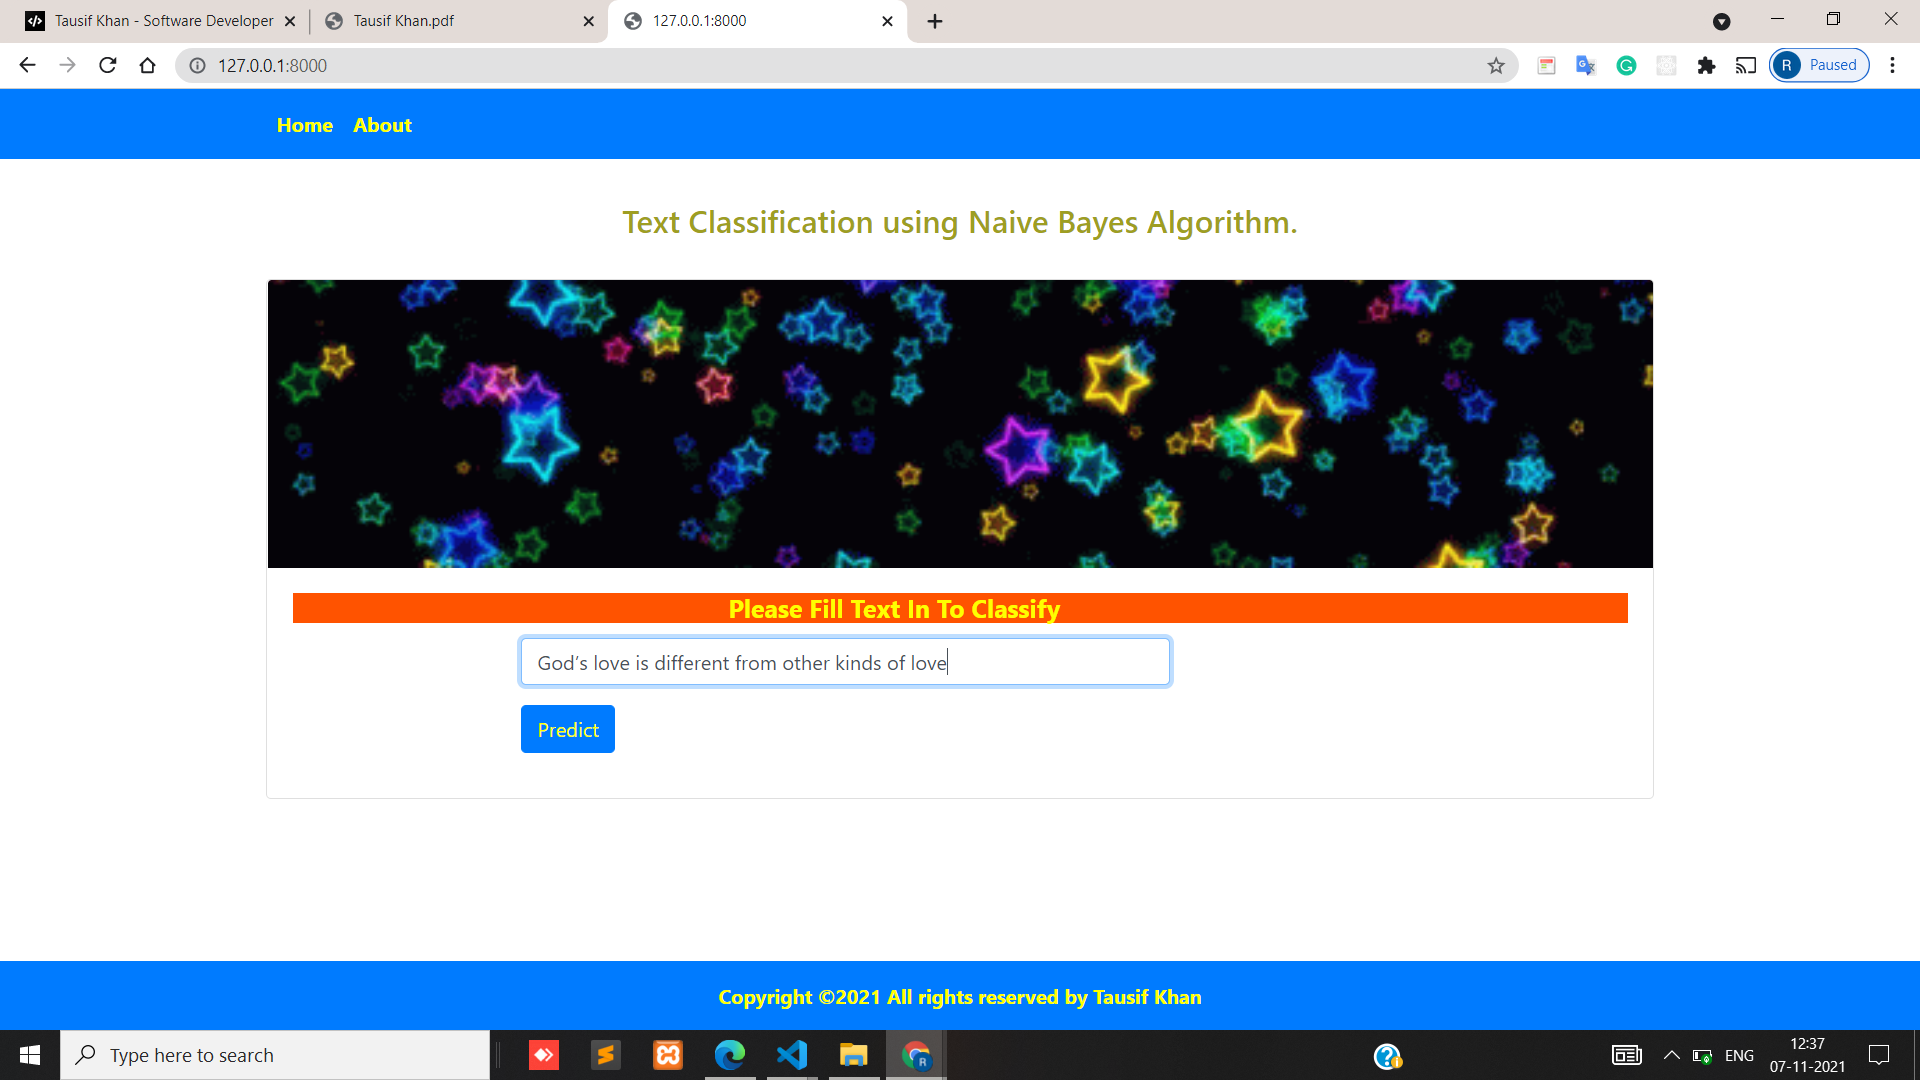 Tausif Khan - Software Developer
Tausif Khan.pdf
127.0.0.1:8000
127.0.0.1:8000
R Paused
Home About
Text Classification using Naive Bayes Algorithm.
Please Fill Text In To Classify
God’s love is different from other kinds of love
Predict
Copyright ©2021 All rights reserved by Tausif Khan
Type here to search
R
ENG
12:37
07-11-2021